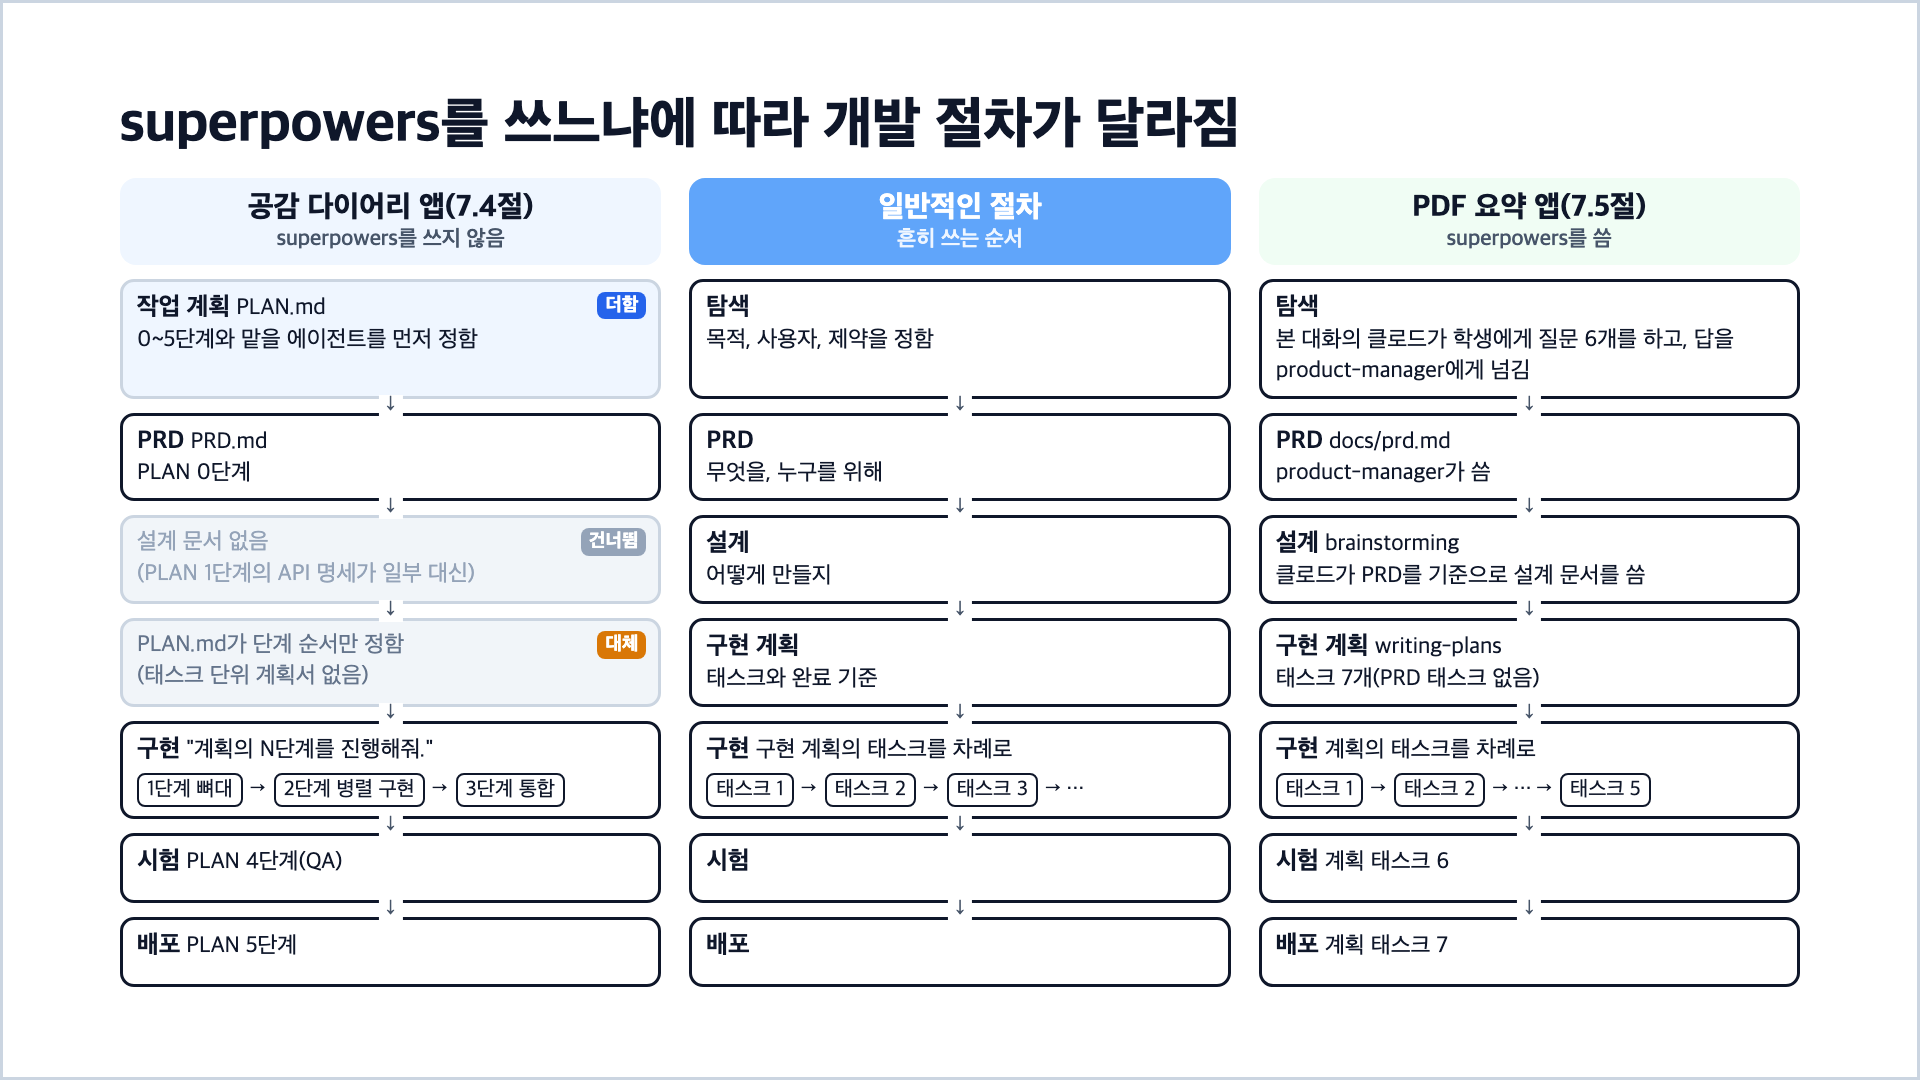 superpowers를 쓰느냐에 따라 개발 절차가 달라짐
공감 다이어리 앱(7.4절)
superpowers를 쓰지 않음
작업 계획 PLAN.md
더함
0~5단계와 맡을 에이전트를 먼저 정함
↓
PRD PRD.md
PLAN 0단계
↓
설계 문서 없음
건너뜀
(PLAN 1단계의 API 명세가 일부 대신)
↓
PLAN.md가 단계 순서만 정함
대체
(태스크 단위 계획서 없음)
↓
구현 "계획의 N단계를 진행해줘."
1단계 뼈대 → 2단계 병렬 구현 → 3단계 통합
↓
시험 PLAN 4단계(QA)
↓
배포 PLAN 5단계
일반적인 절차
흔히 쓰는 순서
탐색
목적, 사용자, 제약을 정함
↓
PRD
무엇을, 누구를 위해
↓
설계
어떻게 만들지
↓
구현 계획
태스크와 완료 기준
↓
구현 구현 계획의 태스크를 차례로
태스크 1 → 태스크 2 → 태스크 3 → ···
↓
시험
↓
배포
PDF 요약 앱(7.5절)
superpowers를 씀
탐색
본 대화의 클로드가 학생에게 질문 6개를 하고, 답을
product-manager에게 넘김
↓
PRD docs/prd.md
product-manager가 씀
↓
설계 brainstorming
클로드가 PRD를 기준으로 설계 문서를 씀
↓
구현 계획 writing-plans
태스크 7개(PRD 태스크 없음)
↓
구현 계획의 태스크를 차례로
태스크 1 → 태스크 2 → ··· → 태스크 5
↓
시험 계획 태스크 6
↓
배포 계획 태스크 7